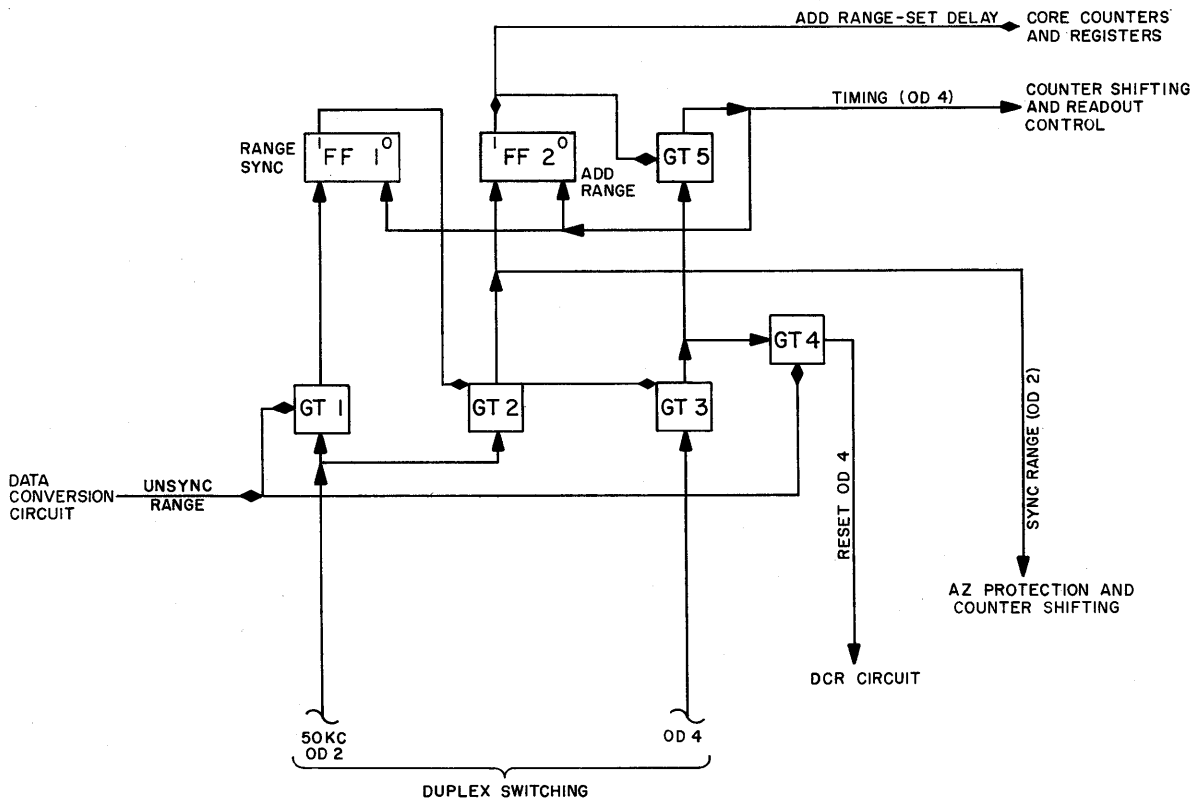 ADD RANGE-SET DELAY
CORE COUNTERS
AND REGISTERS
TIMING (OD 4)
COUNTER SHIFTING
AND READOUT
CONTROL
RANGE
SYNC
1 FF 1 0
1 FF 2 0
ADD
RANGE
GT 5
GT 4
GT 1
GT 2
GT 3
DATA
CONVERSION
CIRCUIT
UNSYNC
RANGE
RESET OD 4
SYNC RANGE (OD 2)
AZ PROTECTION AND
COUNTER SHIFTING
DCR CIRCUIT
50KC
OD 2
OD 4
DUPLEX SWITCHING